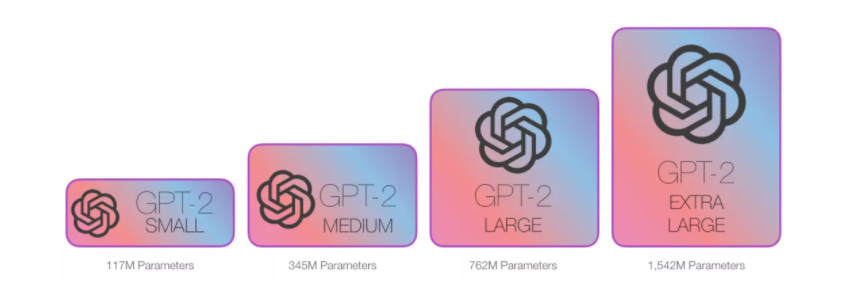 GPT-2
SMALL
117M Parameters
GPT-2
MEDIUM
345M Parameters
GPT-2
LARGE
762M Parameters
GPT-2
EXTRA
LARGE
1,542M Parameters